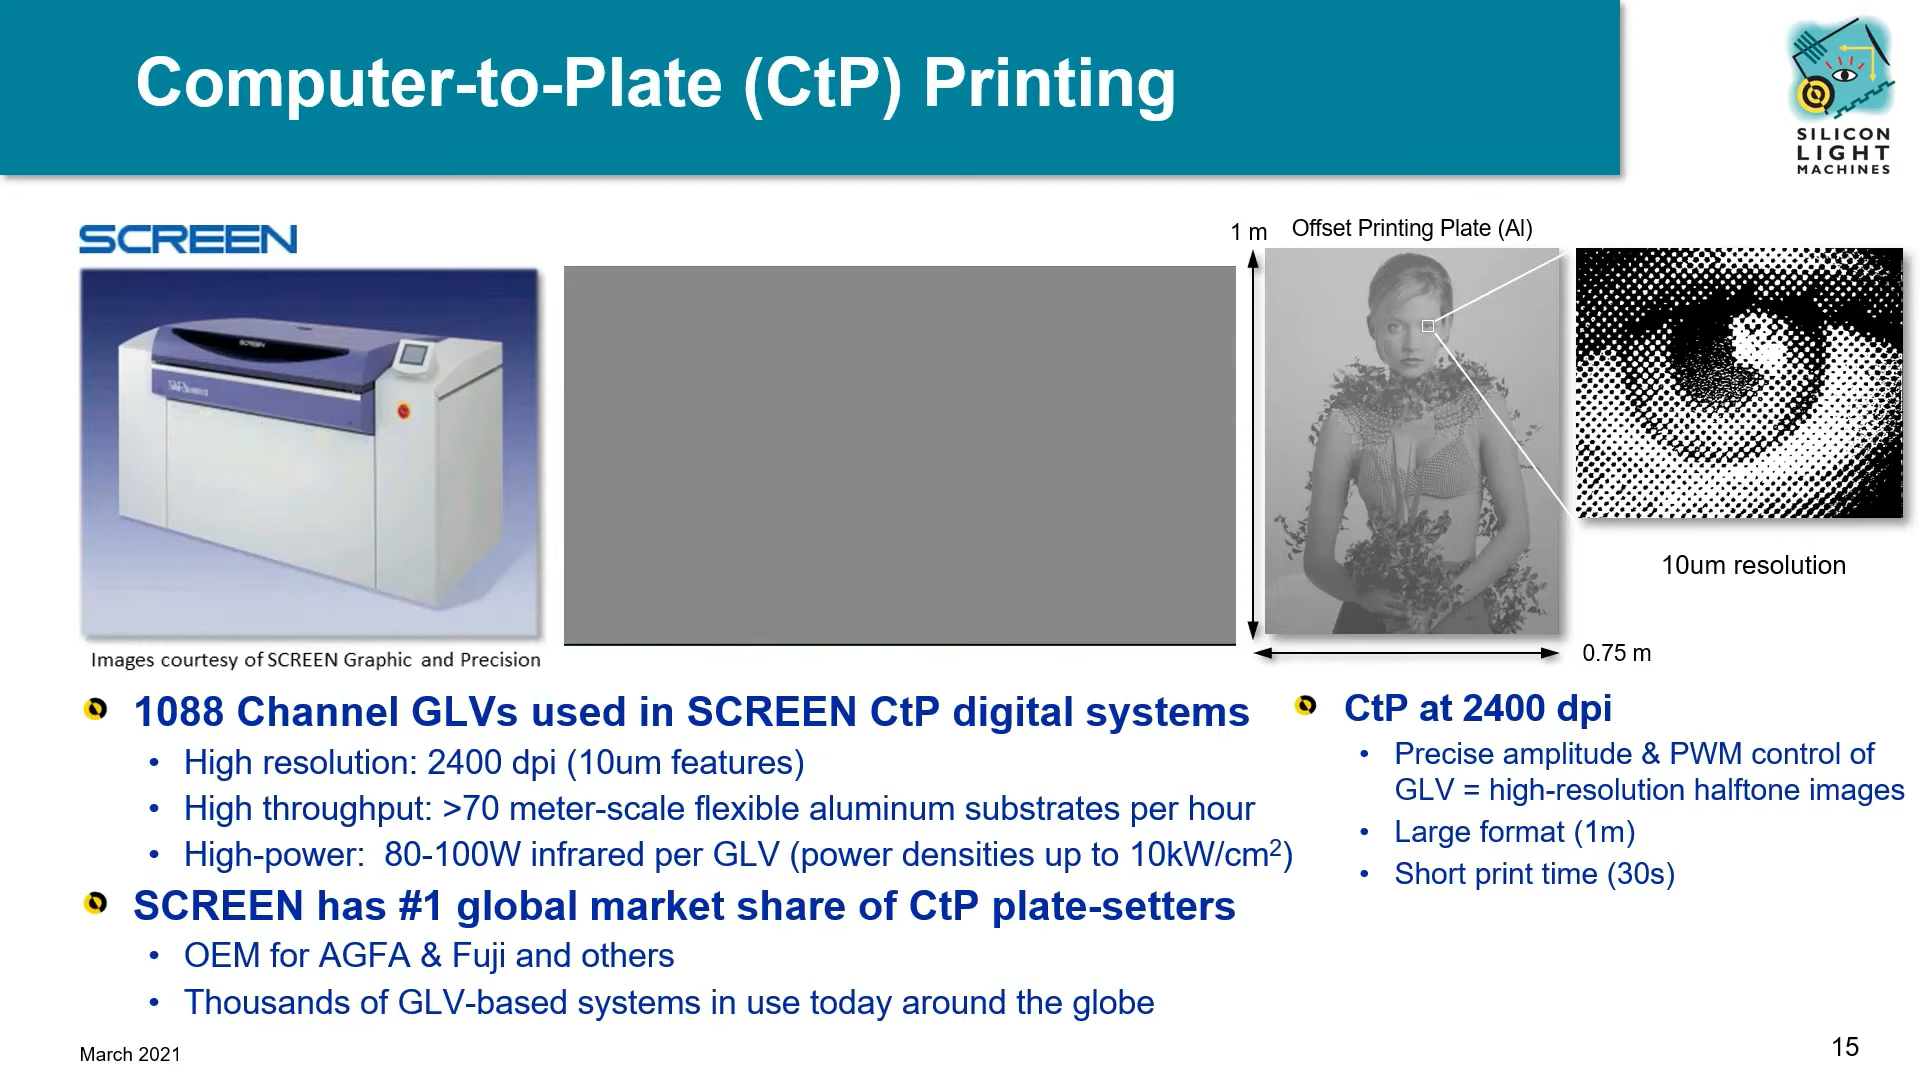 Computer-to-Plate (CtP) Printing
SILICON
LIGHT
MACHINES
SCREEN
1 m
Offset Printing Plate (Al)
SCREEN
10um resolution
0.75 m
Images courtesy of SCREEN Graphic and Precision
1088 Channel GLVs used in SCREEN CtP digital systems
• High resolution: 2400 dpi (10um features)
• High throughput: >70 meter-scale flexible aluminum substrates per hour
• High-power: 80-100W infrared per GLV (power densities up to 10kW/cm²)
SCREEN has #1 global market share of CtP plate-setters
• OEM for AGFA & Fuji and others
• Thousands of GLV-based systems in use today around the globe
CtP at 2400 dpi
• Precise amplitude & PWM control of
GLV = high-resolution halftone images
• Large format (1m)
• Short print time (30s)
March 2021
15